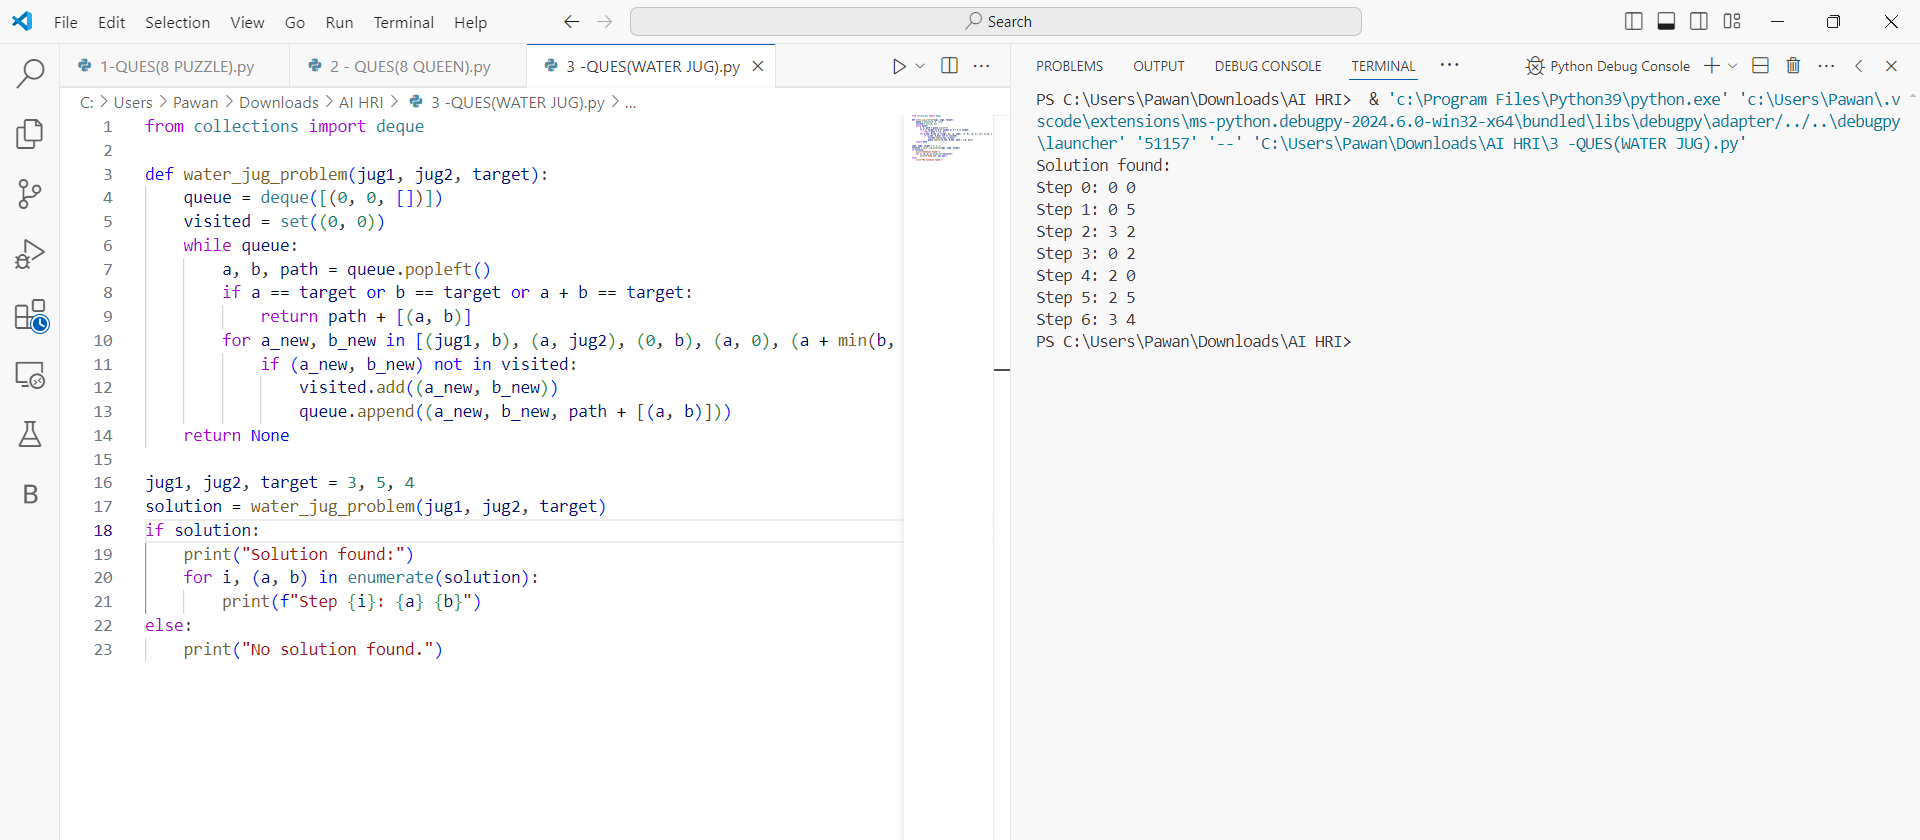 File Edit Selection View Go Run Terminal Help Search
1-QUES(8 PUZZLE).py 2 - QUES(8 QUEEN).py 3 -QUES(WATER JUG).py
C: > Users > Pawan > Downloads > AI HRI > 3 -QUES(WATER JUG).py > ...
1 from collections import deque
2
3 def water_jug_problem(jug1, jug2, target):
4     queue = deque([(0, 0, [])])
5     visited = set((0, 0))
6     while queue:
7         a, b, path = queue.popleft()
8         if a == target or b == target or a + b == target:
9             return path + [(a, b)]
10         for a_new, b_new in [(jug1, b), (a, jug2), (0, b), (a, 0), (a + min(b,
11             if (a_new, b_new) not in visited:
12                 visited.add((a_new, b_new))
13                 queue.append((a_new, b_new, path + [(a, b)]))
14     return None
15
16 jug1, jug2, target = 3, 5, 4
17 solution = water_jug_problem(jug1, jug2, target)
18 if solution:
19     print("Solution found:")
20     for i, (a, b) in enumerate(solution):
21         print(f"Step {i}: {a} {b}")
22 else:
23     print("No solution found.")
B
PROBLEMS OUTPUT DEBUG CONSOLE TERMINAL ... Python Debug Console
PS C:\Users\Pawan\Downloads\AI HRI>  & 'c:\Program Files\Python39\python.exe' 'c:\Users\Pawan\.v
scode\extensions\ms-python.debugpy-2024.6.0-win32-x64\bundled\libs\debugpy\adapter/../..\debugpy
\launcher' '51157' '--' 'C:\Users\Pawan\Downloads\AI HRI\3 -QUES(WATER JUG).py'
Solution found:
Step 0: 0 0
Step 1: 0 5
Step 2: 3 2
Step 3: 0 2
Step 4: 2 0
Step 5: 2 5
Step 6: 3 4
PS C:\Users\Pawan\Downloads\AI HRI>